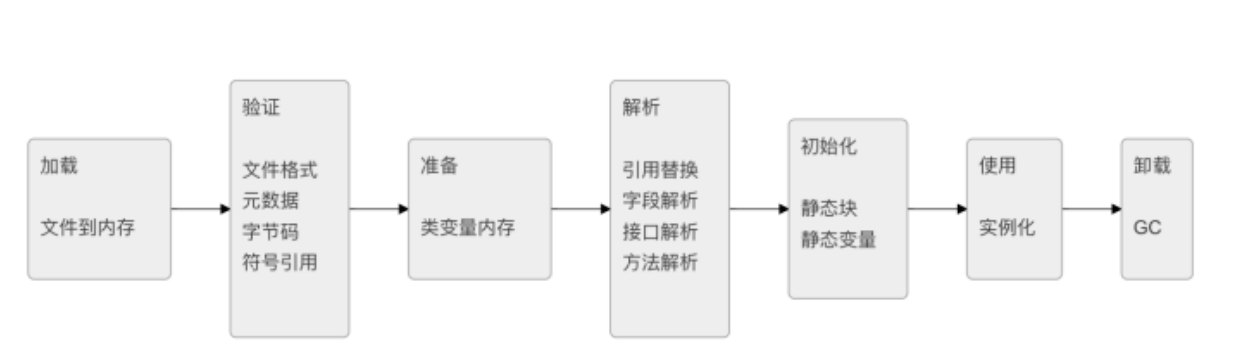 加载
文件到内存
验证
文件格式
元数据
字节码
符号引用
准备
类变量内存
解析
引用替换
字段解析
接口解析
方法解析
初始化
静态块
静态变量
使用
实例化
卸载
GC